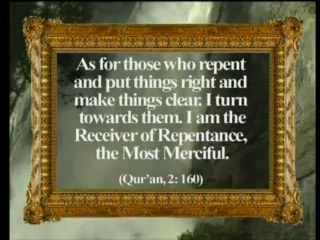 As for those who repent
and put things right and
make things clear. I turn
towards them. I am the
Receiver of Repentance,
the Most Merciful.
(Qur'an, 2: 160)